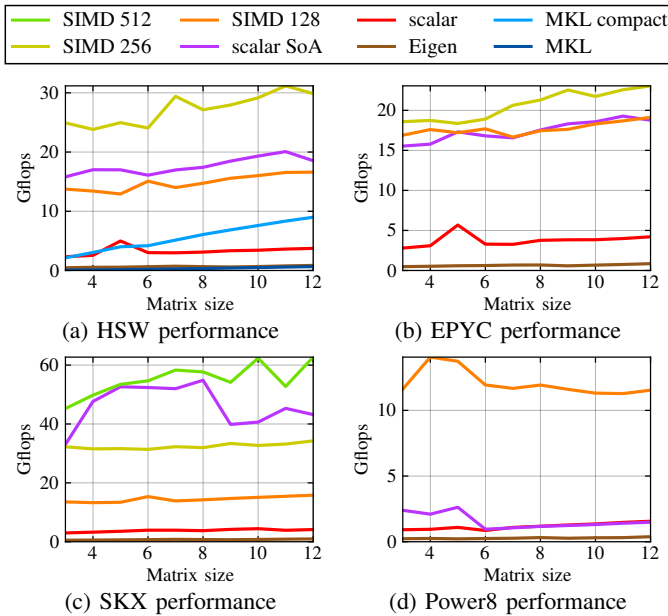 SIMD 512 SIMD 128 scalar MKL compact
SIMD 256 scalar SoA Eigen MKL
30
20
10
0
Gflops
4 6 8 10 12
Matrix size
(a) HSW performance
20
15
10
5
0
Gflops
4 6 8 10 12
Matrix size
(b) EPYC performance
60
40
20
0
Gflops
4 6 8 10 12
Matrix size
(c) SKX performance
10
5
0
Gflops
4 6 8 10 12
Matrix size
(d) Power8 performance